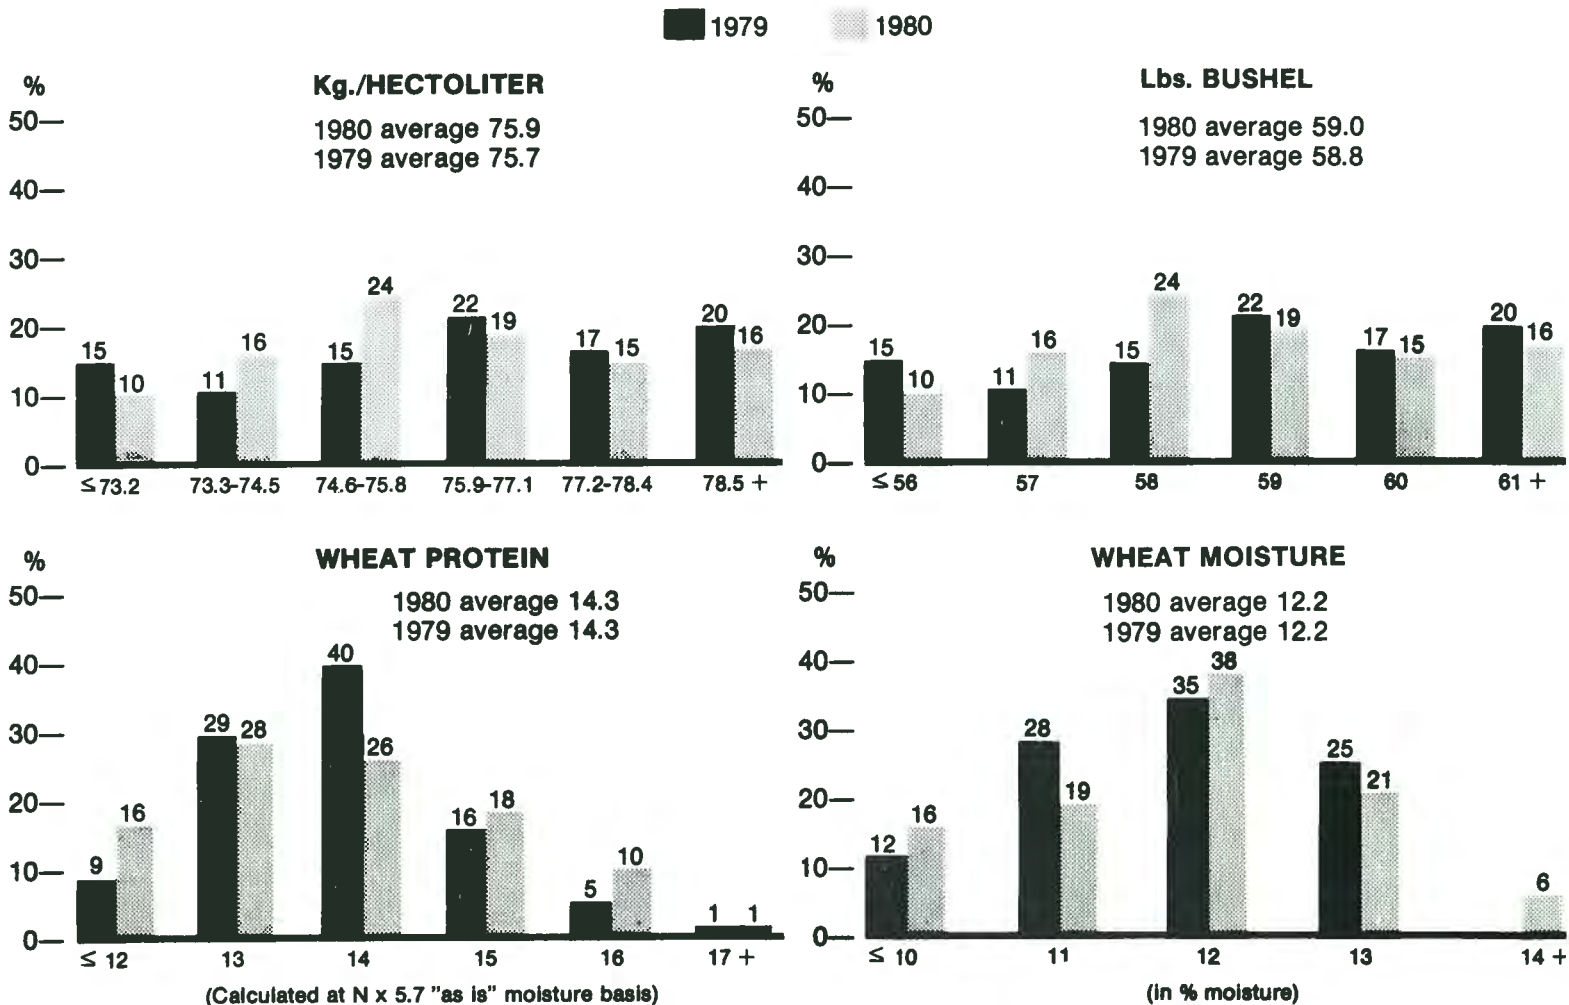 1979 1980
%
Kg./HECTOLITER
1980 average 75.9
1979 average 75.7
50
40
30
20
10
0
15 10
11 16
15 24
22 19
17 15
20 16
≤ 73.2 73.3-74.5 74.6-75.8 75.9-77.1 77.2-78.4 78.5 +
%
Lbs. BUSHEL
1980 average 59.0
1979 average 58.8
50
40
30
20
10
0
15 10
11 16
15 24
22 19
17 15
20 16
≤ 56 57 58 59 60 61 +
%
WHEAT PROTEIN
1980 average 14.3
1979 average 14.3
50
40
30
20
10
0
9 16
29 28
40 26
16 18
5 10
1 1
≤ 12 13 14 15 16 17 +
(Calculated at N x 5.7 "as is" moisture basis)
%
WHEAT MOISTURE
1980 average 12.2
1979 average 12.2
50
40
30
20
10
0
12 16
28 19
35 38
25 21
6
≤ 10 11 12 13 14 +
(in % moisture)